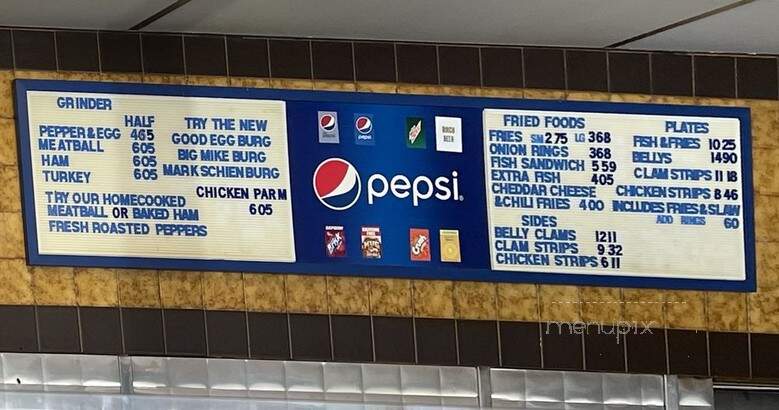 GRINDER
HALF
PEPPER & EGG 465
MEATBALL 605
HAM 605
TURKEY 605
TRY OUR HOMECOOKED
MEATBALL OR BAKED HAM
FRESH ROASTED PEPPERS
TRY THE NEW
GOOD EGG BURG
BIG MIKE BURG
MARK SCHIEN BURG
CHICKEN PARM
605
pepsi
BIRCH
BEER
pepsi
FRIED FOODS
FRIES SM 275 LG 368
ONION RINGS 368
FISH SANDWICH 559
EXTRA FISH 405
CHEDDAR CHEESE
& CHILI FRIES 400
SIDES
BELLY CLAMS 1211
CLAM STRIPS 932
CHICKEN STRIPS 611
PLATES
FISH & FRIES 1025
BELLYS 1490
CLAM STRIPS 11 18
CHICKEN STRIPS 846
INCLUDES FRIES & SLAW
ADD RINGS 60
menupix